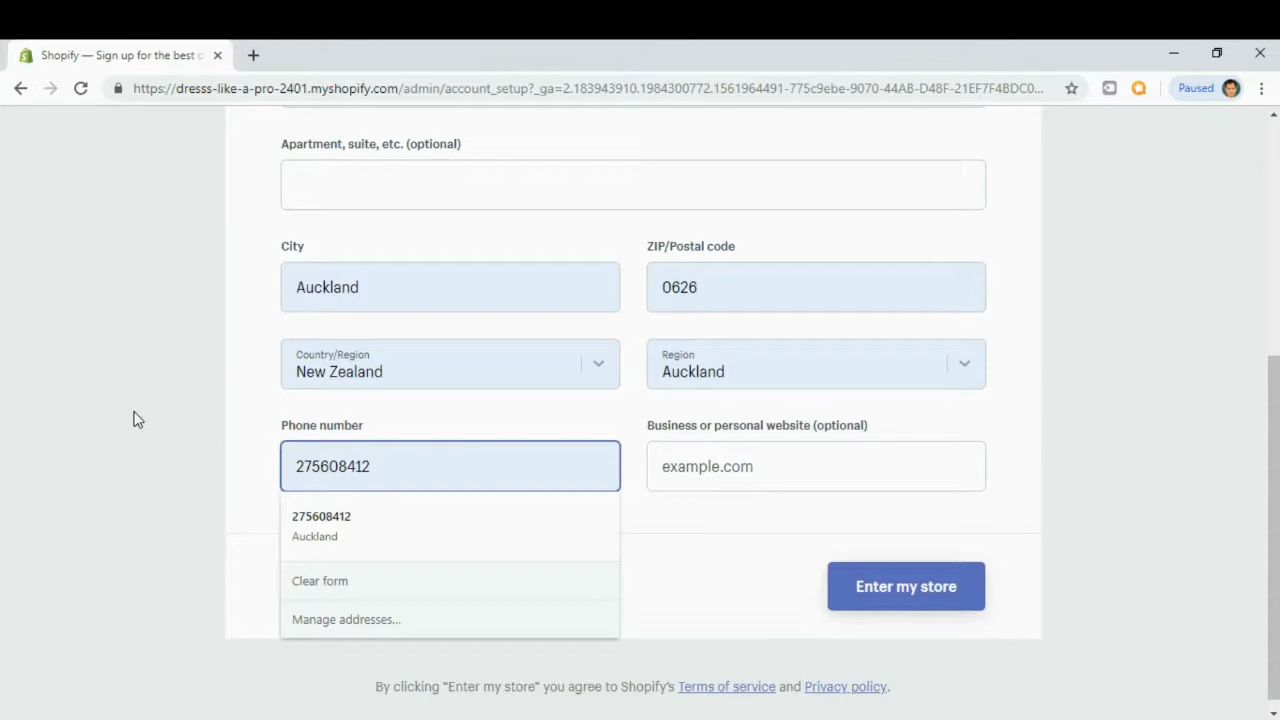 Shopify — Sign up for the best c
https://dresss-like-a-pro-2401.myshopify.com/admin/account_setup?_ga=2.183943910.1984300772.1561964491-775c9ebe-9070-44AB-D48F-21EF7F4BDC0...
Paused
Apartment, suite, etc. (optional)
City
ZIP/Postal code
Auckland
0626
Country/Region
New Zealand
Region
Auckland
Phone number
Business or personal website (optional)
275608412
example.com
275608412
Auckland
Clear form
Manage addresses...
Enter my store
By clicking "Enter my store" you agree to Shopify's Terms of service and Privacy policy.